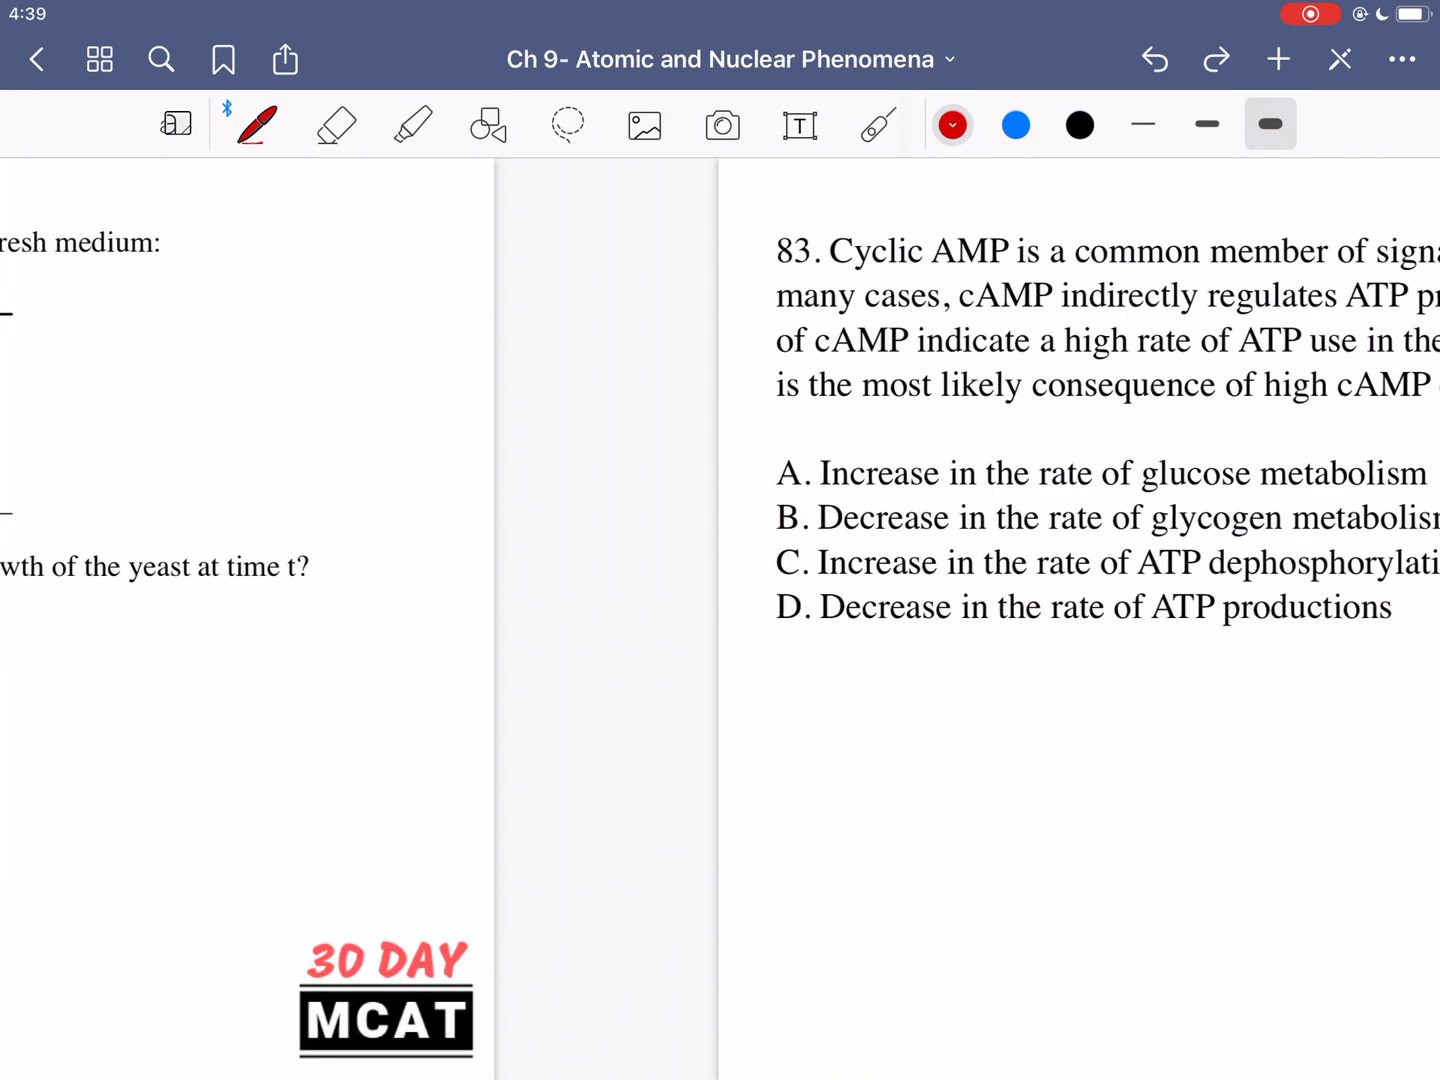 4:39
Ch 9- Atomic and Nuclear Phenomena
T
resh medium:
wth of the yeast at time t?
30 DAY
MCAT
83. Cyclic AMP is a common member of signa
many cases, cAMP indirectly regulates ATP pr
of cAMP indicate a high rate of ATP use in the
is the most likely consequence of high cAMP
A. Increase in the rate of glucose metabolism
B. Decrease in the rate of glycogen metabolism
C. Increase in the rate of ATP dephosphorylati
D. Decrease in the rate of ATP productions